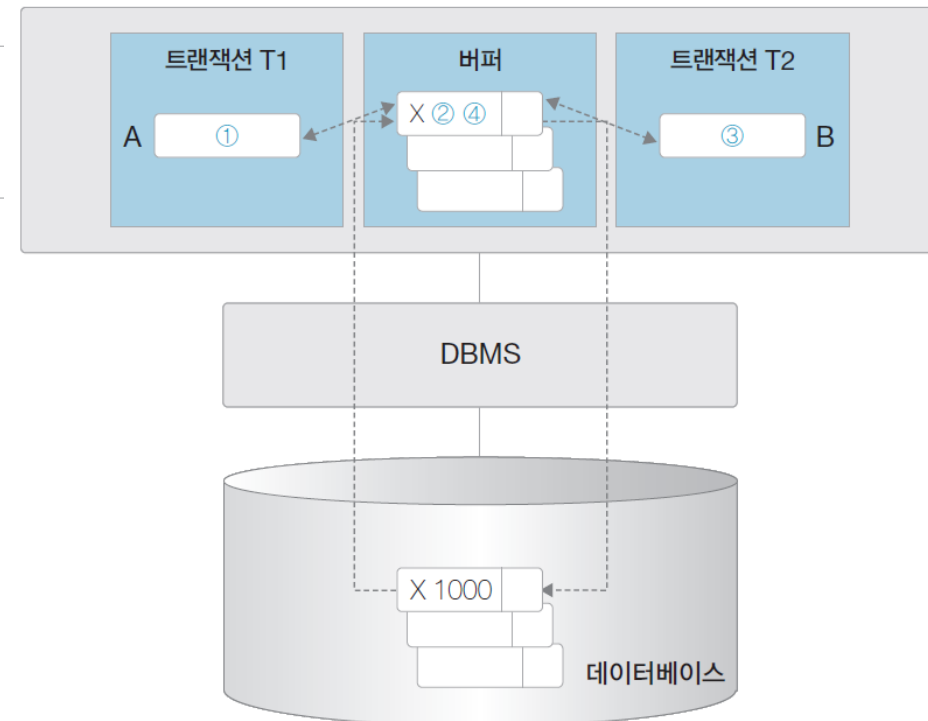 트랜잭션 T1
버퍼
트랜잭션 T2
A ①
X ② ④
③ B
DBMS
X 1000
데이터베이스